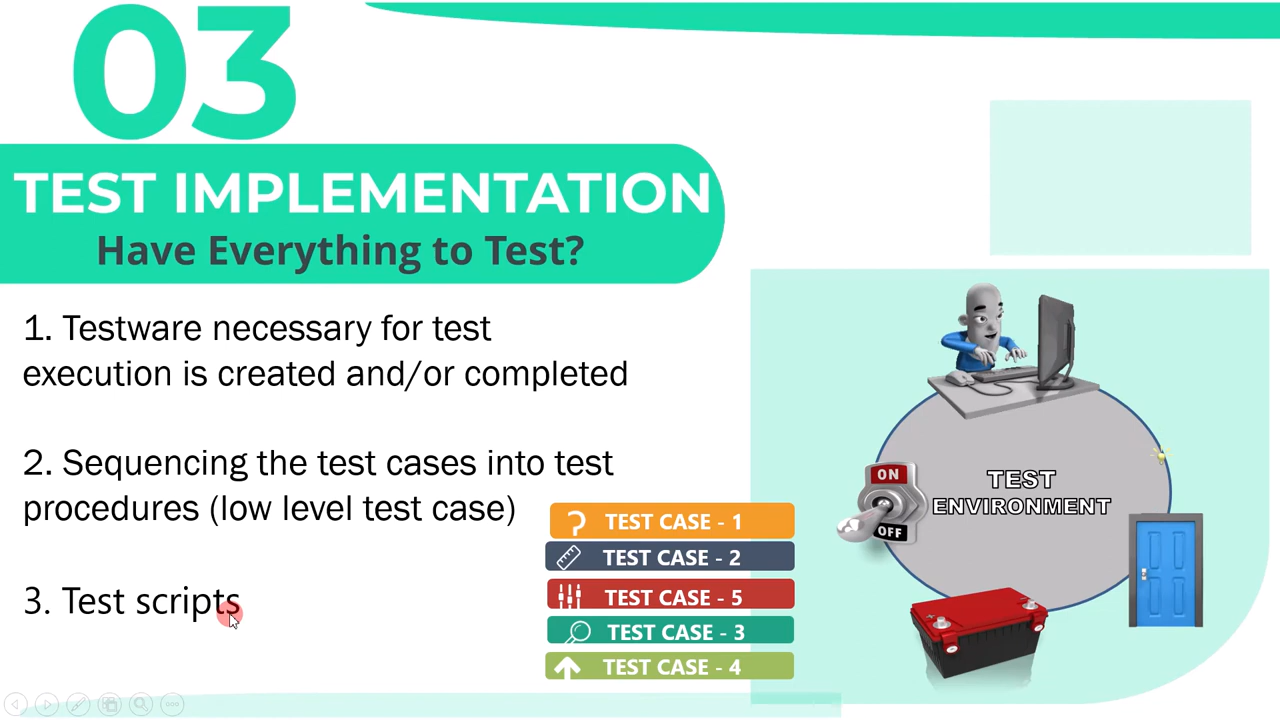 03
TEST IMPLEMENTATION
Have Everything to Test?
1. Testware necessary for test
execution is created and/or completed
2. Sequencing the test cases into test
procedures (low level test case)
3. Test scripts
TEST CASE - 1
TEST CASE - 2
TEST CASE - 5
TEST CASE - 3
TEST CASE - 4
TEST
ENVIRONMENT
ON
OFF